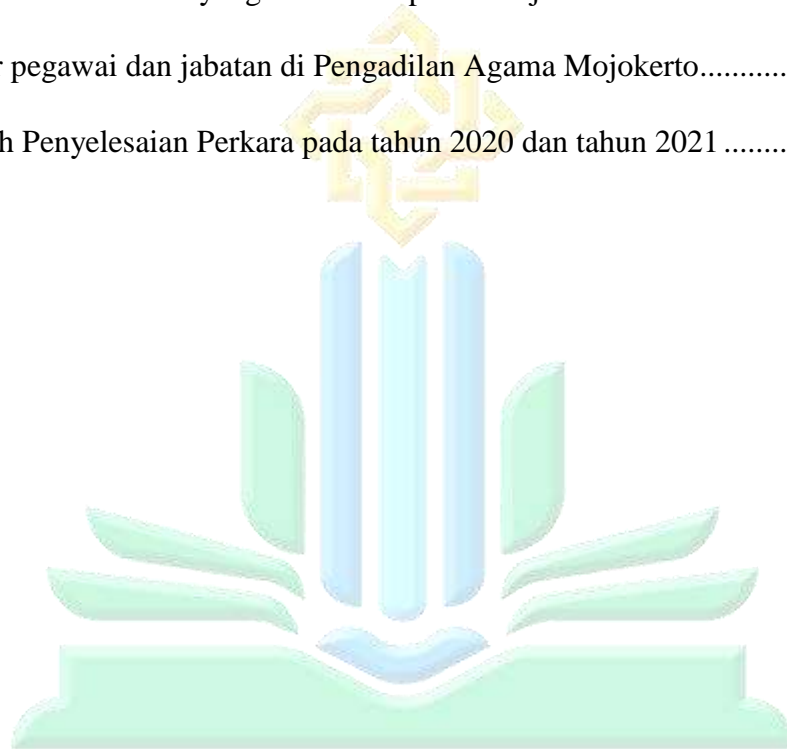 r pegawai dan jabatan di Pengadilan Agama Mojokerto...........
h Penyelesaian Perkara pada tahun 2020 dan tahun 2021 ........